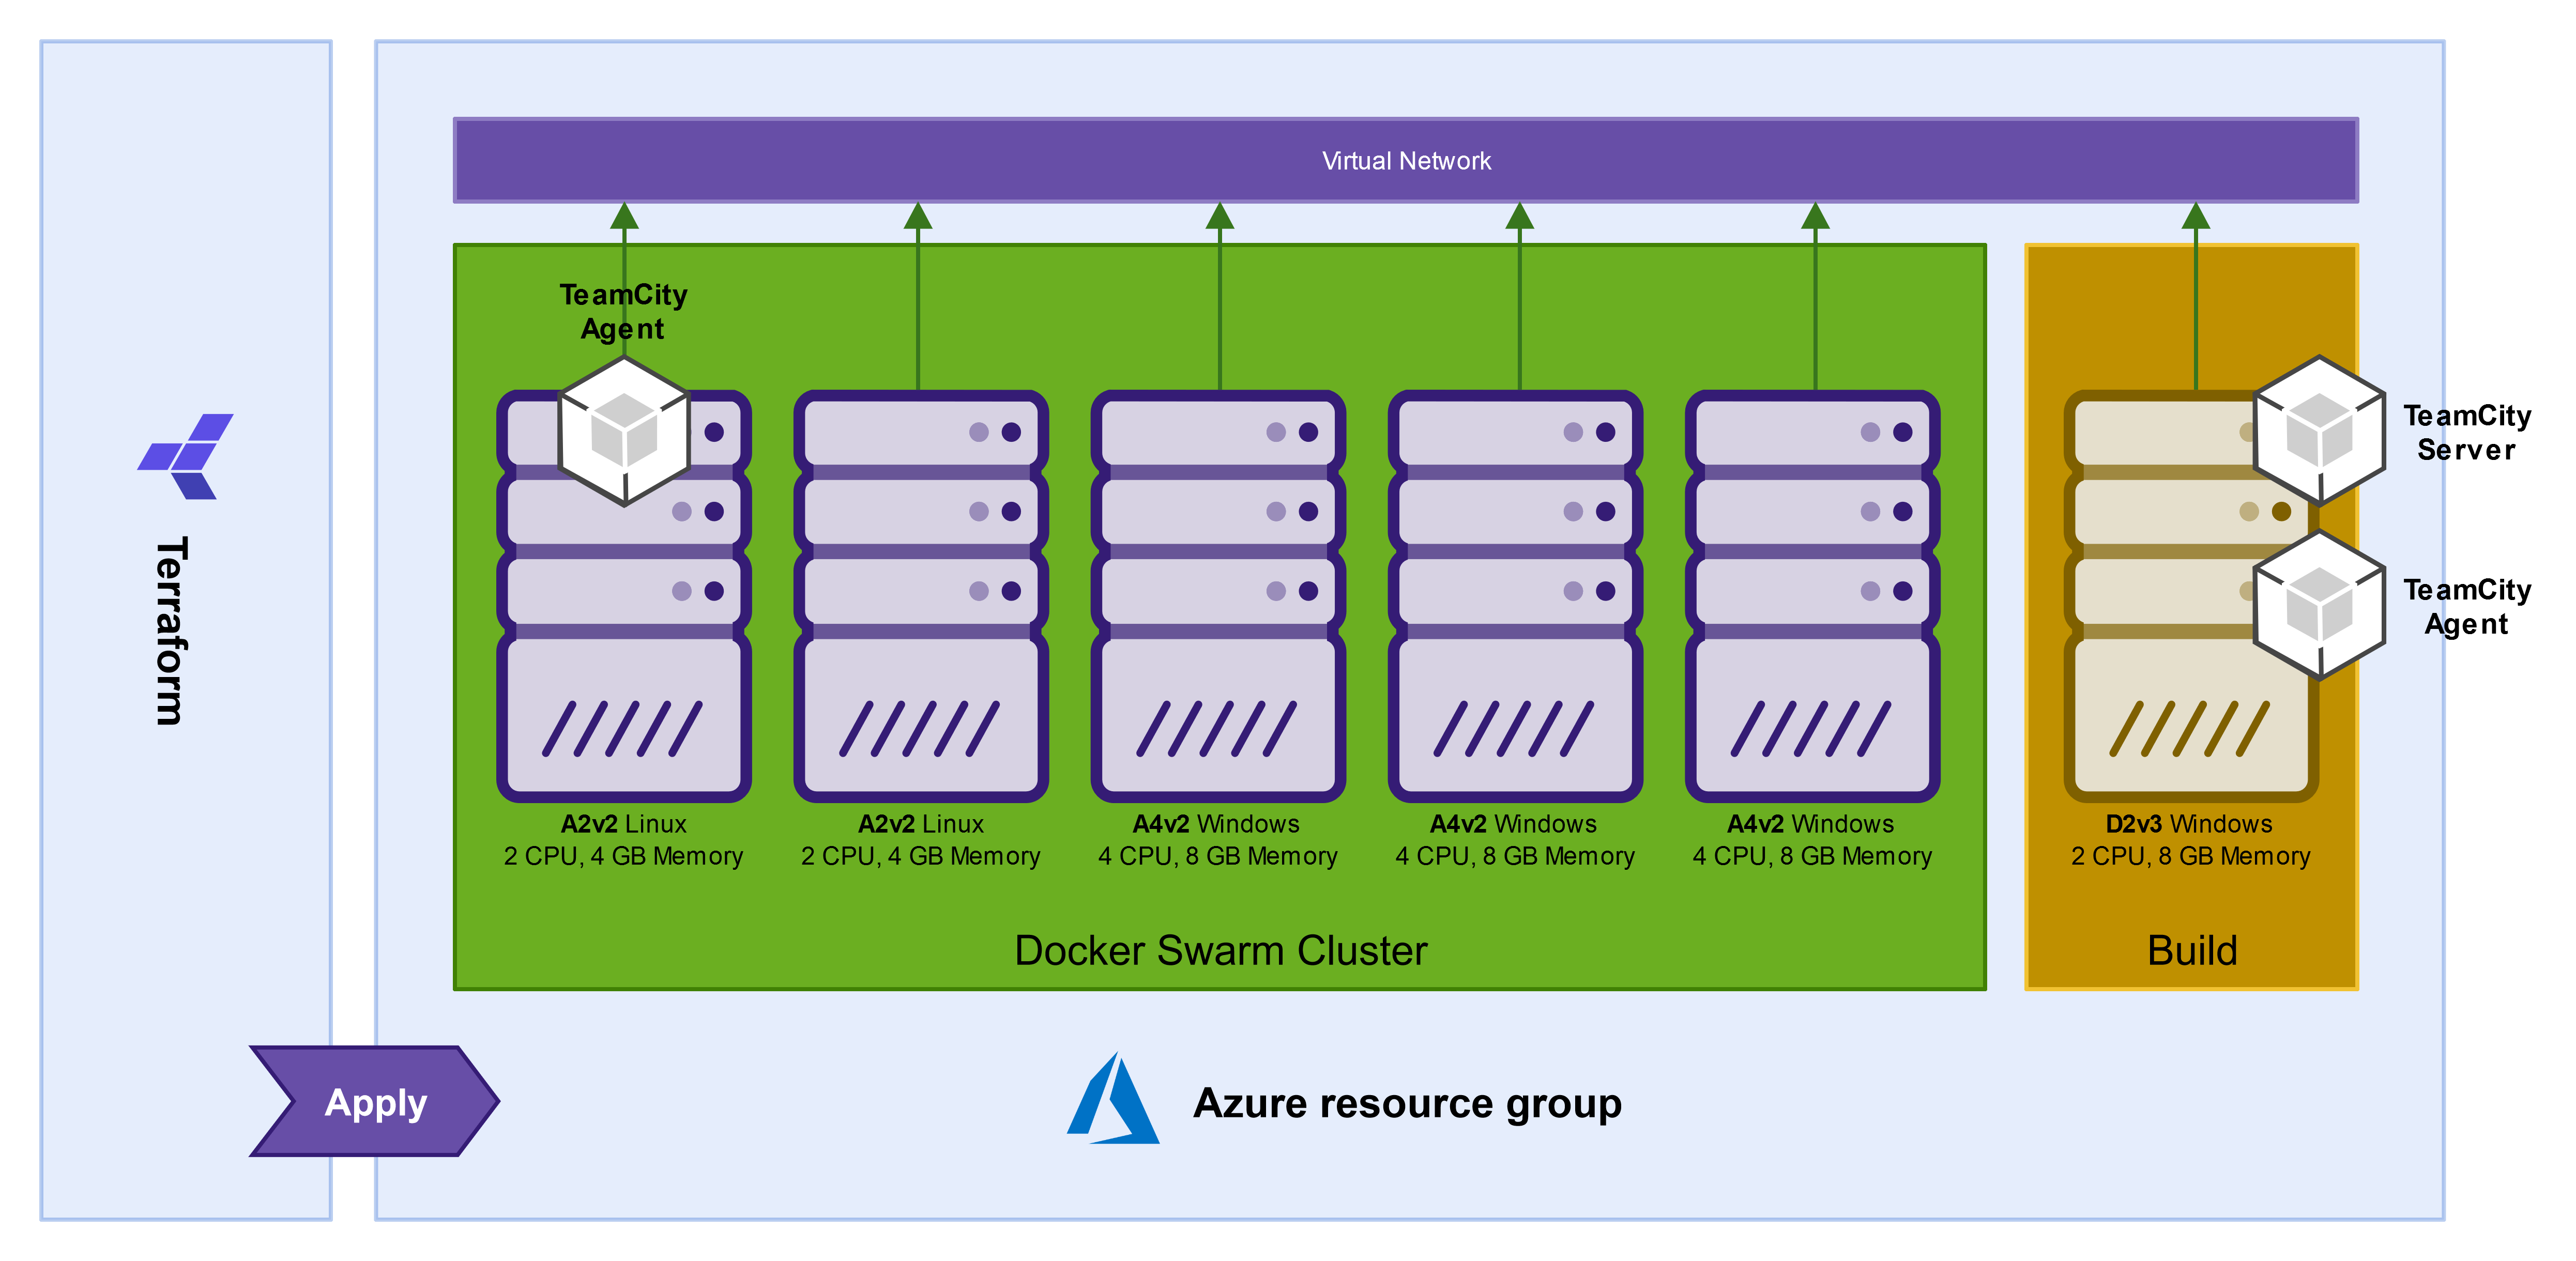 Virtual Network
TeamCity
Agent
TeamCity
Server
TeamCity
Agent
Terraform
A2v2 Linux
2 CPU, 4 GB Memory
A2v2 Linux
2 CPU, 4 GB Memory
A4v2 Windows
4 CPU, 8 GB Memory
A4v2 Windows
4 CPU, 8 GB Memory
A4v2 Windows
4 CPU, 8 GB Memory
D2v3 Windows
2 CPU, 8 GB Memory
Docker Swarm Cluster
Build
Apply
Azure resource group